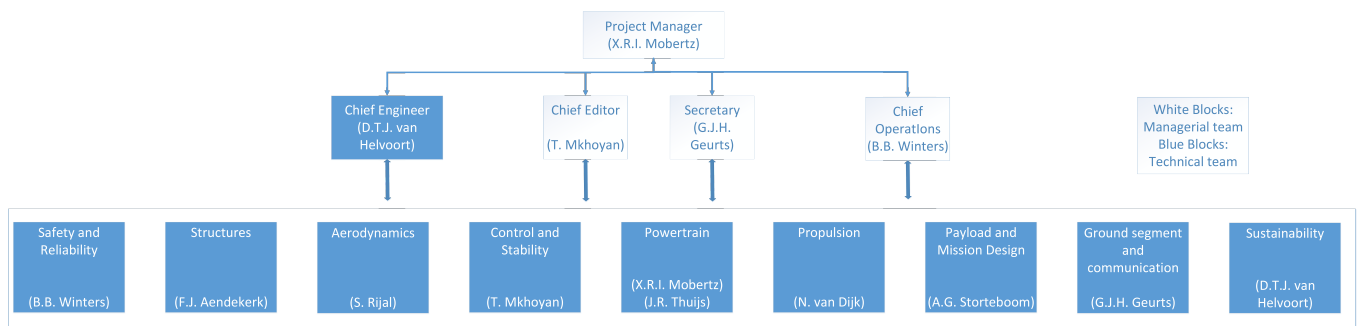 Project Manager
(X.R.I. Mobertz)
Chief Engineer
(D.T.J. van
Helvoort)
Chief Editor
(T. Mkhoyan)
Secretary
(G.J.H.
Geurts)
Chief
OperatIons
(B.B. Winters)
White Blocks:
Managerial team
Blue Blocks:
Technical team
Safety and
Reliability
(B.B. Winters)
Structures
(F.J. Aendekerk)
Aerodynamics
(S. Rijal)
Control and
Stability
(T. Mkhoyan)
Powertrain
(X.R.I. Mobertz)
(J.R. Thuijs)
Propulsion
(N. van Dijk)
Payload and
Mission Design
(A.G. Storteboom)
Ground segment
and
communication
(G.J.H. Geurts)
Sustainability
(D.T.J. van
Helvoort)